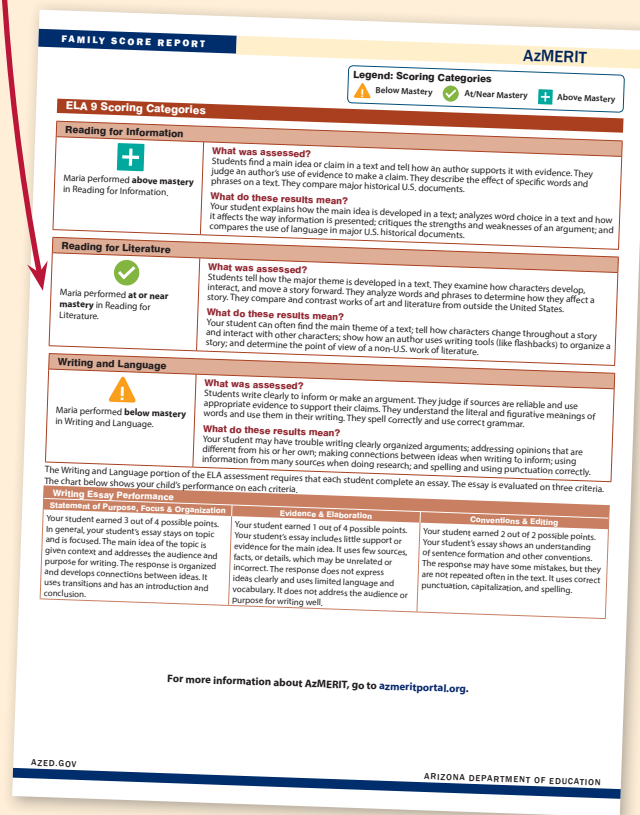 FAMILY SCORE REPORT
AzMERIT
Legend: Scoring Categories
Below Mastery
At/Near Mastery
Above Mastery
ELA 9 Scoring Categories
Reading for Information
Maria performed above mastery
in Reading for Information.
What was assessed?
Students find a main idea or claim in a text and tell how an author supports it with evidence. They
judge an author's use of evidence to make a claim. They describe the effect of specific words and
phrases on a text. They compare major historical U.S. documents.
What do these results mean?
Your student explains how the main idea is developed in a text; analyzes word choice in a text and how
it affects the way information is presented; critiques the strengths and weaknesses of an argument; and
compares the use of language in major U.S. historical documents.
Reading for Literature
Maria performed at or near
mastery in Reading for
Literature.
What was assessed?
Students tell how the major theme is developed in a text. They examine how characters develop,
interact, and move a story forward. They analyze words and phrases to determine how they affect a
story. They compare and contrast works of art and literature from outside the United States.
What do these results mean?
Your student can often find the main theme of a text; tell how characters change throughout a story
and interact with other characters; show how an author uses writing tools (like flashbacks) to organize a
story; and determine the point of view of a non-U.S. work of literature.
Writing and Language
Maria performed below mastery
in Writing and Language.
What was assessed?
Students write clearly to inform or make an argument. They judge if sources are reliable and use
appropriate evidence to support their claims. They understand the literal and figurative meanings of
words and use them in their writing. They spell correctly and use correct grammar.
What do these results mean?
Your student may have trouble writing clearly organized arguments; addressing opinions that are
different from his or her own; making connections between ideas when writing to inform; using
information from many sources when doing research; and spelling and using punctuation correctly.
The Writing and Language portion of the ELA assessment requires that each student complete an essay. The essay is evaluated on three criteria.
The chart below shows your child's performance on each criteria.
Writing Essay Performance
Statement of Purpose, Focus & Organization
Your student earned 3 out of 4 possible points.
In general, your student's essay stays on topic
and is focused. The main idea of the topic is
given context and addresses the audience and
purpose for writing. The response is organized
and develops connections between ideas. It
uses transitions and has an introduction and
conclusion.
Evidence & Elaboration
Your student earned 1 out of 4 possible points.
Your student's essay includes little support or
evidence for the main idea. It uses few sources,
facts, or details, which may be unrelated or
incorrect. The response does not express
ideas clearly and uses limited language and
vocabulary. It does not address the audience or
purpose for writing well.
Conventions & Editing
Your student earned 2 out of 2 possible points.
Your student's essay shows an understanding
of sentence formation and other conventions.
The response may have some mistakes, but they
are not repeated often in the text. It uses correct
punctuation, capitalization, and spelling.
For more information about AzMERIT, go to azmeritportal.org.
AZED.GOV
ARIZONA DEPARTMENT OF EDUCATION